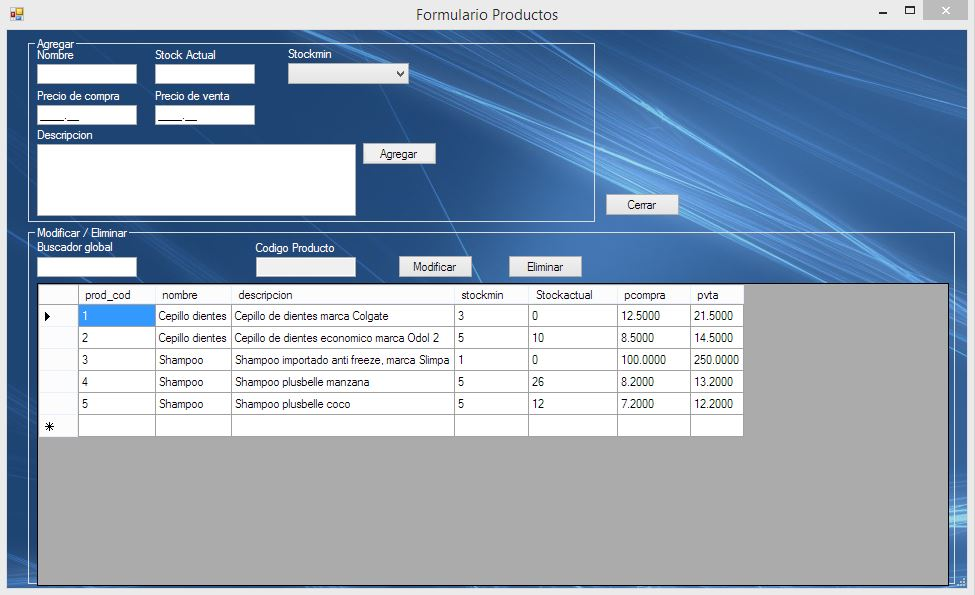 Formulario Productos
Agregar
Nombre Stock Actual Stockmin
Precio de compra Precio de venta
____.__ ____.__
Descripcion
Agregar
Cerrar
Modificar / Eliminar
Buscador global Codigo Producto
Modificar Eliminar
prod_cod nombre descripcion stockmin Stockactual pcompra pvta
1 Cepillo dientes Cepillo de dientes marca Colgate 3 0 12.5000 21.5000
2 Cepillo dientes Cepillo de dientes economico marca Odol 2 5 10 8.5000 14.5000
3 Shampoo Shampoo importado anti freeze, marca Slimpa 1 0 100.0000 250.0000
4 Shampoo Shampoo plusbelle manzana 5 26 8.2000 13.2000
5 Shampoo Shampoo plusbelle coco 5 12 7.2000 12.2000